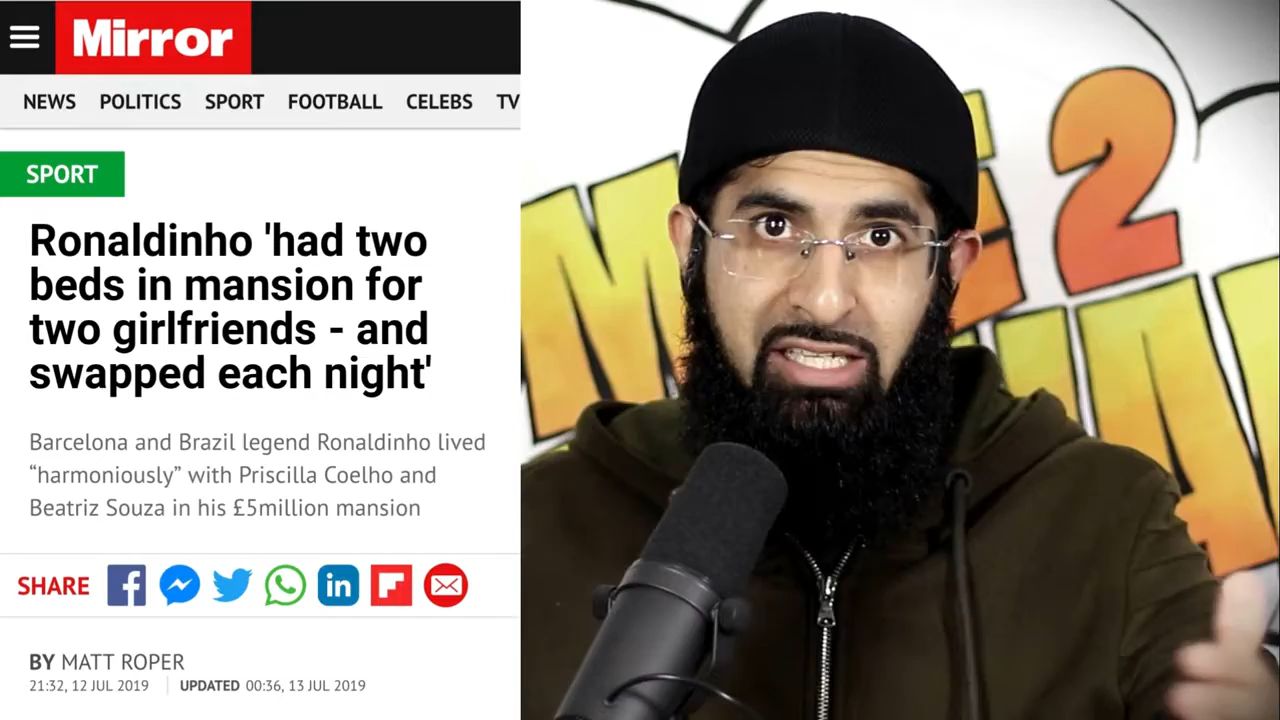 Mirror
NEWS POLITICS SPORT FOOTBALL CELEBS TV
SPORT
Ronaldinho 'had two
beds in mansion for
two girlfriends - and
swapped each night'
Barcelona and Brazil legend Ronaldinho lived
“harmoniously” with Priscilla Coelho and
Beatriz Souza in his £5million mansion
SHARE
BY MATT ROPER
21:32, 12 JUL 2019 UPDATED 00:36, 13 JUL 2019
2